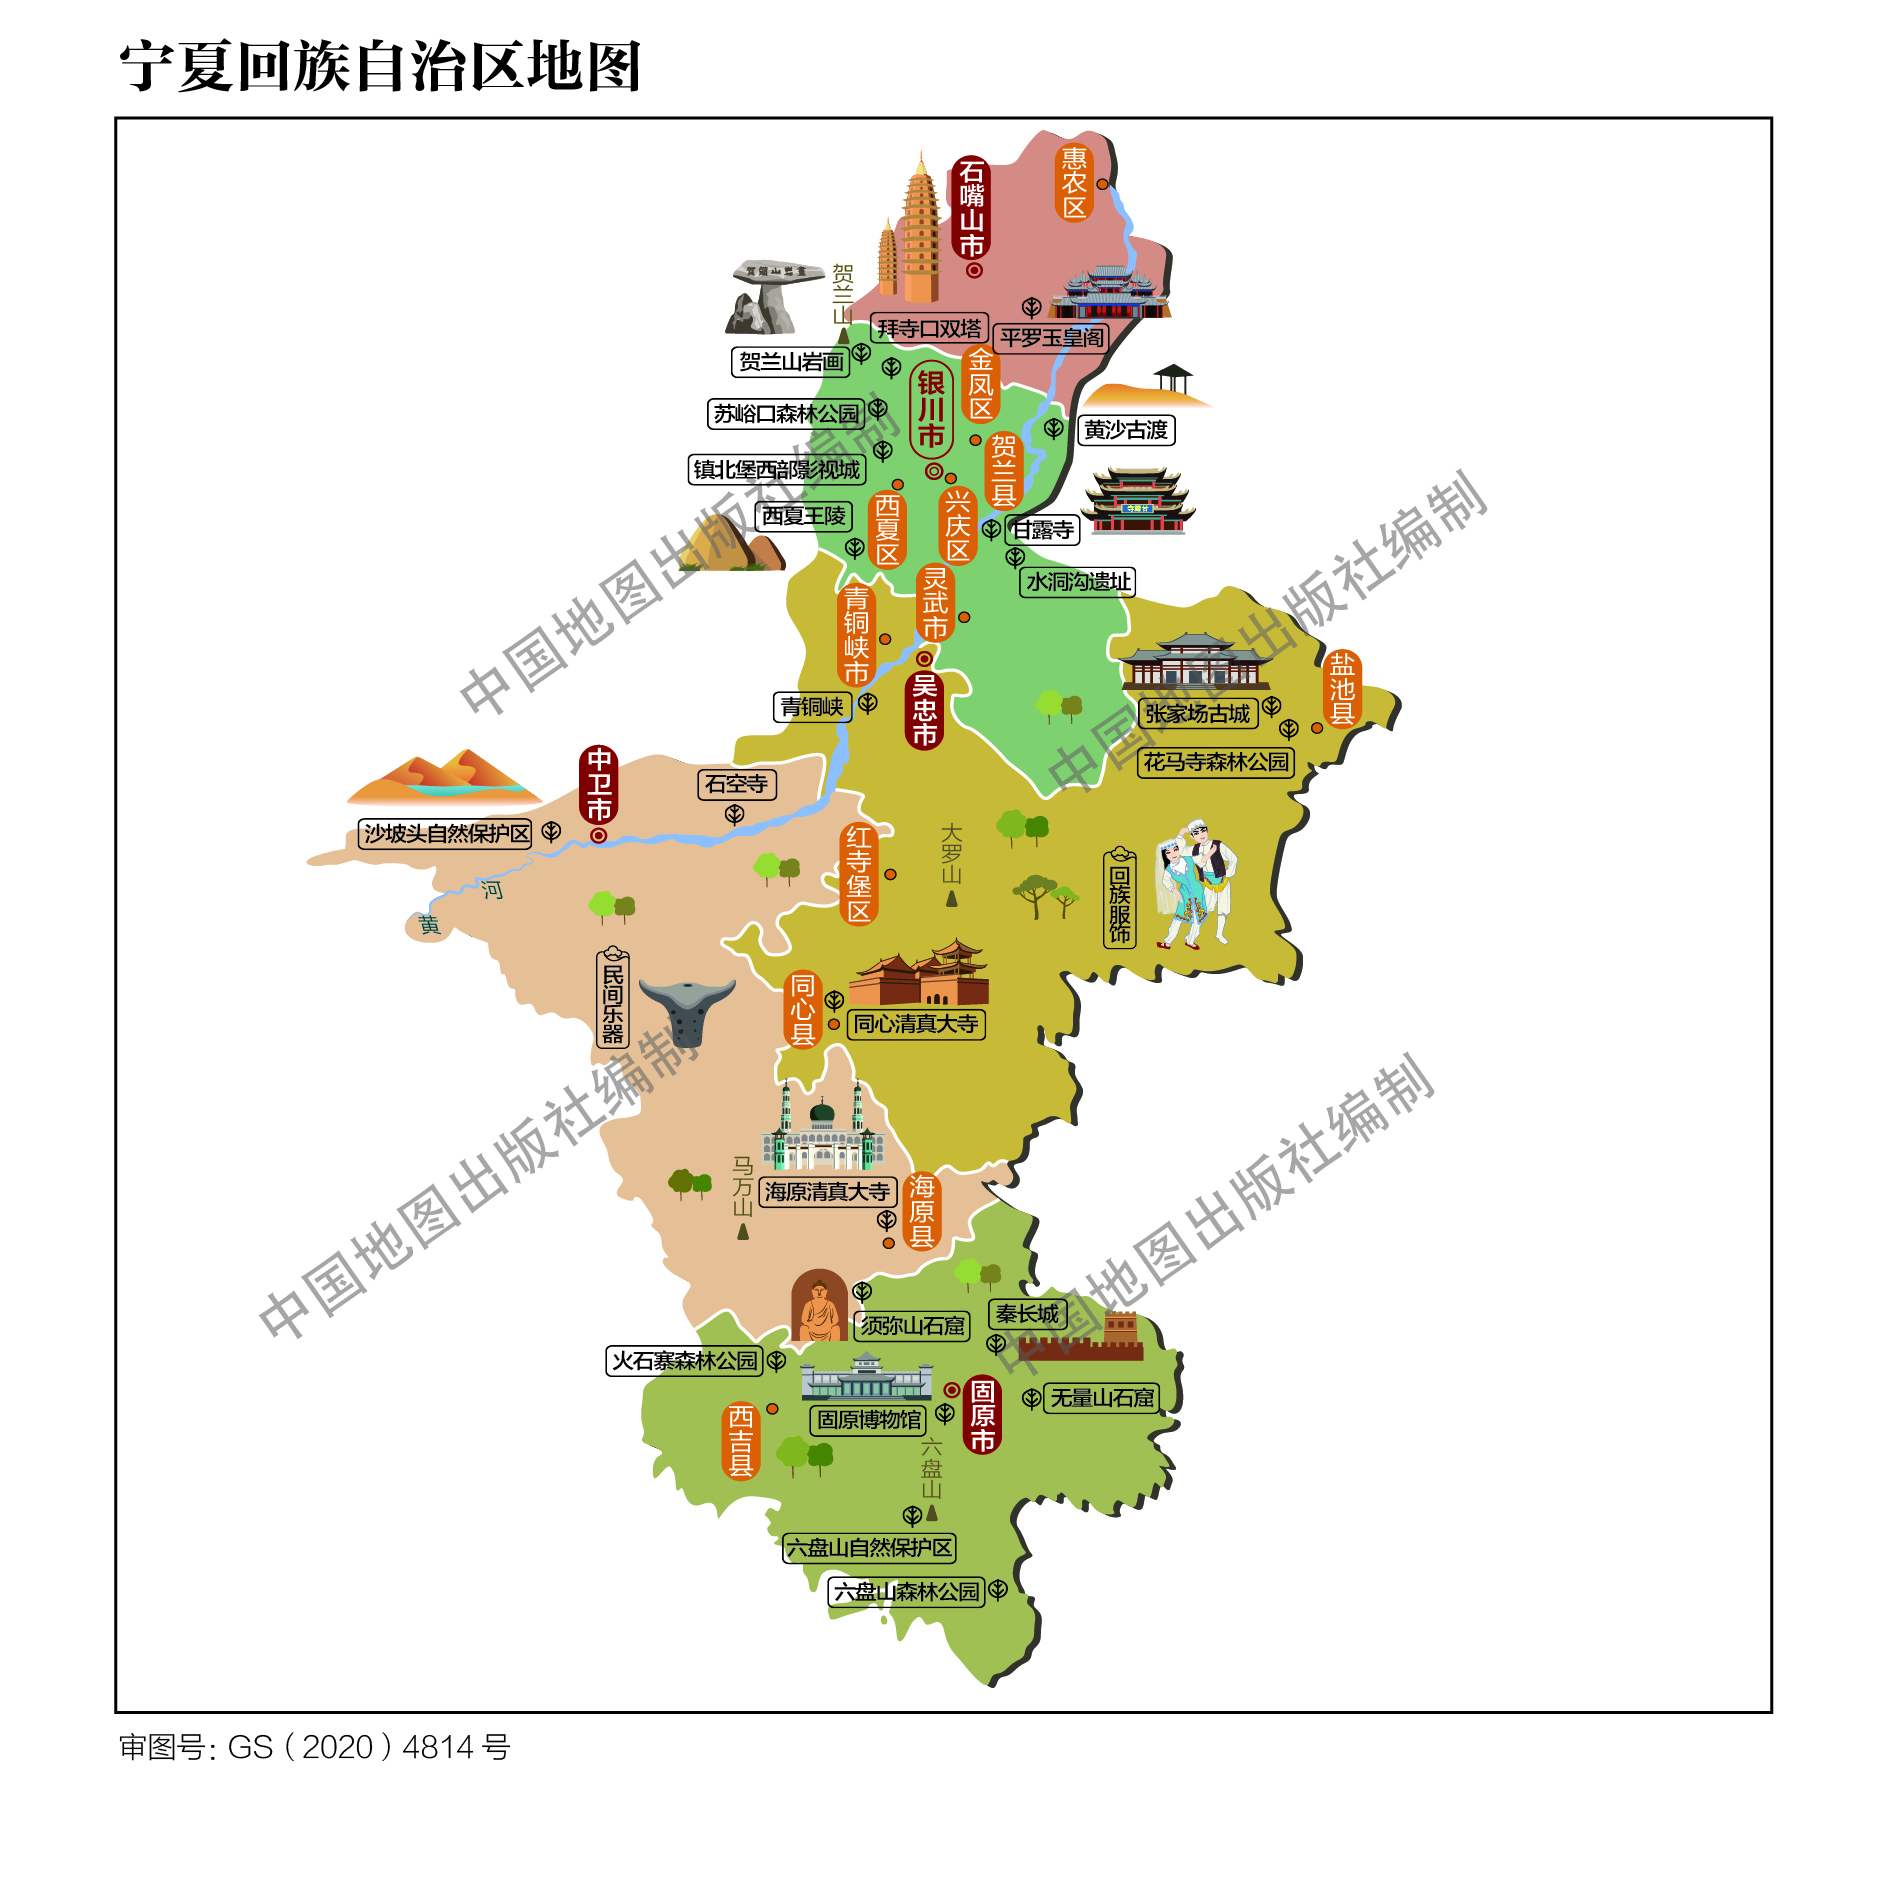 宁夏回族自治区地图
惠农区
石嘴山市
贺兰山岩画
贺兰山
拜寺口双塔
平罗玉皇阁
贺兰山岩画
金凤区
银川市
苏峪口森林公园
黄沙古渡
贺兰县
镇北堡西部影视城
西夏区
兴庆区
西夏王陵
甘露寺
甘露寺
水洞沟遗址
灵武市
青铜峡市
吴忠市
青铜峡
盐池县
张家场古城
花马寺森林公园
中卫市
石空寺
沙坡头自然保护区
红寺堡区
大罗山
回族服饰
黄河
民间乐器
同心县
同心清真大寺
马万山
海原清真大寺
海原县
须弥山石窟
秦长城
火石寨森林公园
固原市
无量山石窟
固原博物馆
西吉县
六盘山
六盘山自然保护区
六盘山森林公园
中国地图出版社编制
中国地图出版社编制
中国地图出版社编制
中国地图出版社编制
审图号：GS（2020）4814 号